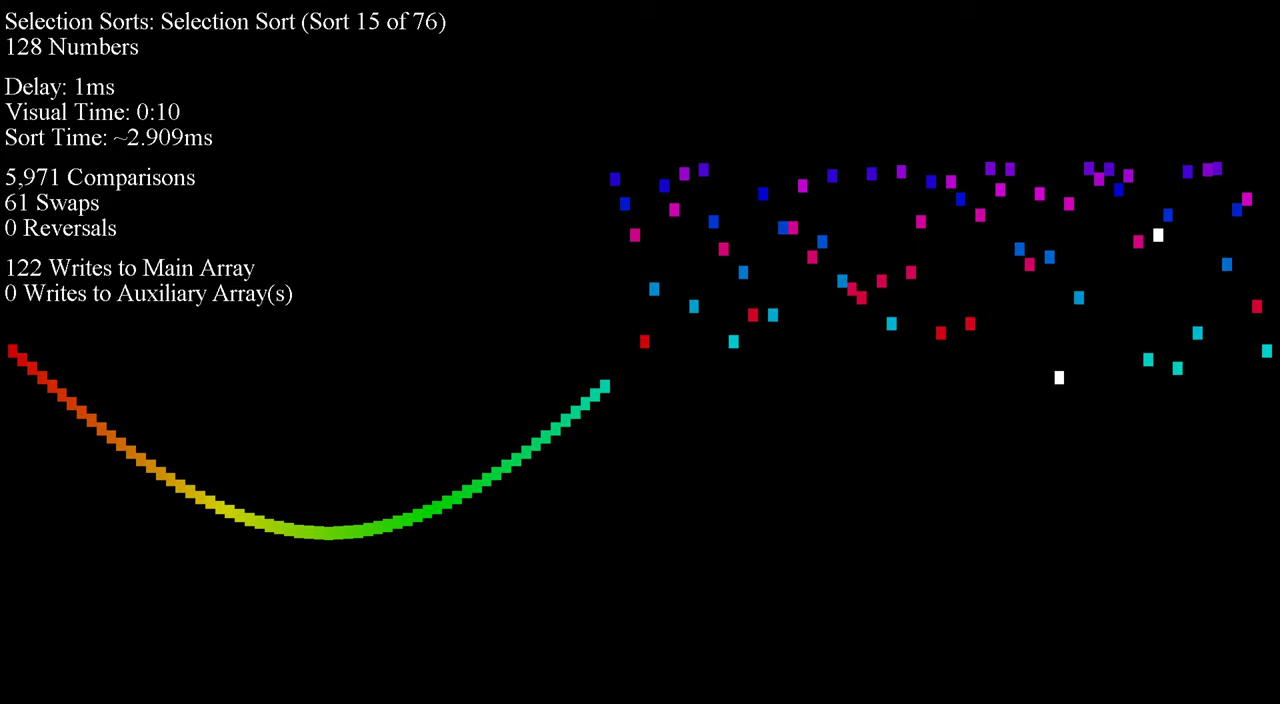 Selection Sorts: Selection Sort (Sort 15 of 76)
128 Numbers
Delay: 1ms
Visual Time: 0:10
Sort Time: ~2.909ms
5,971 Comparisons
61 Swaps
0 Reversals
122 Writes to Main Array
0 Writes to Auxiliary Array(s)